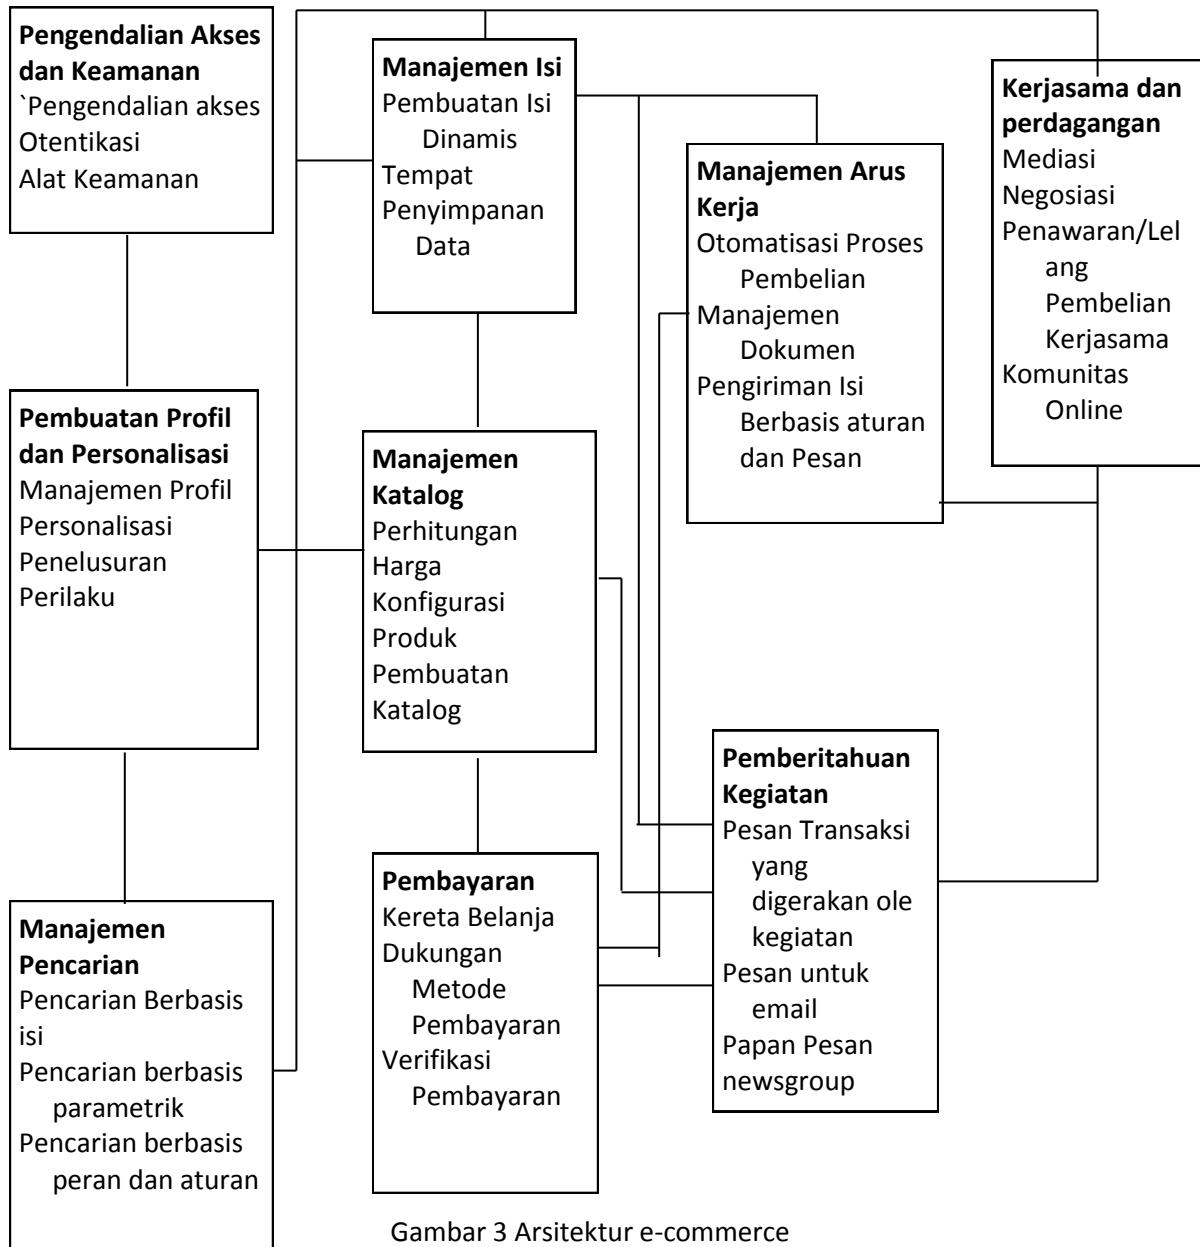 Pengendalian Akses
dan Keamanan
`Pengendalian akses
Otentikasi
Alat Keamanan
Pembuatan Profil
dan Personalisasi
Manajemen Profil
Personalisasi
Penelusuran
Perilaku
Manajemen
Pencarian
Pencarian Berbasis
isi
Pencarian berbasis
parametrik
Pencarian berbasis
peran dan aturan
Manajemen Isi
Pembuatan Isi
Dinamis
Tempat
Penyimpanan
Data
Manajemen
Katalog
Perhitungan
Harga
Konfigurasi
Produk
Pembuatan
Katalog
Pembayaran
Kereta Belanja
Dukungan
Metode
Pembayaran
Verifikasi
Pembayaran
Manajemen Arus
Kerja
Otomatisasi Proses
Pembelian
Manajemen
Dokumen
Pengiriman Isi
Berbasis aturan
dan Pesan
Pemberitahuan
Kegiatan
Pesan Transaksi
yang
digerakan ole
kegiatan
Pesan untuk
email
Papan Pesan
newsgroup
Kerjasama dan
perdagangan
Mediasi
Negosiasi
Penawaran/Lel
ang
Pembelian
Kerjasama
Komunitas
Online
Gambar 3 Arsitektur e-commerce